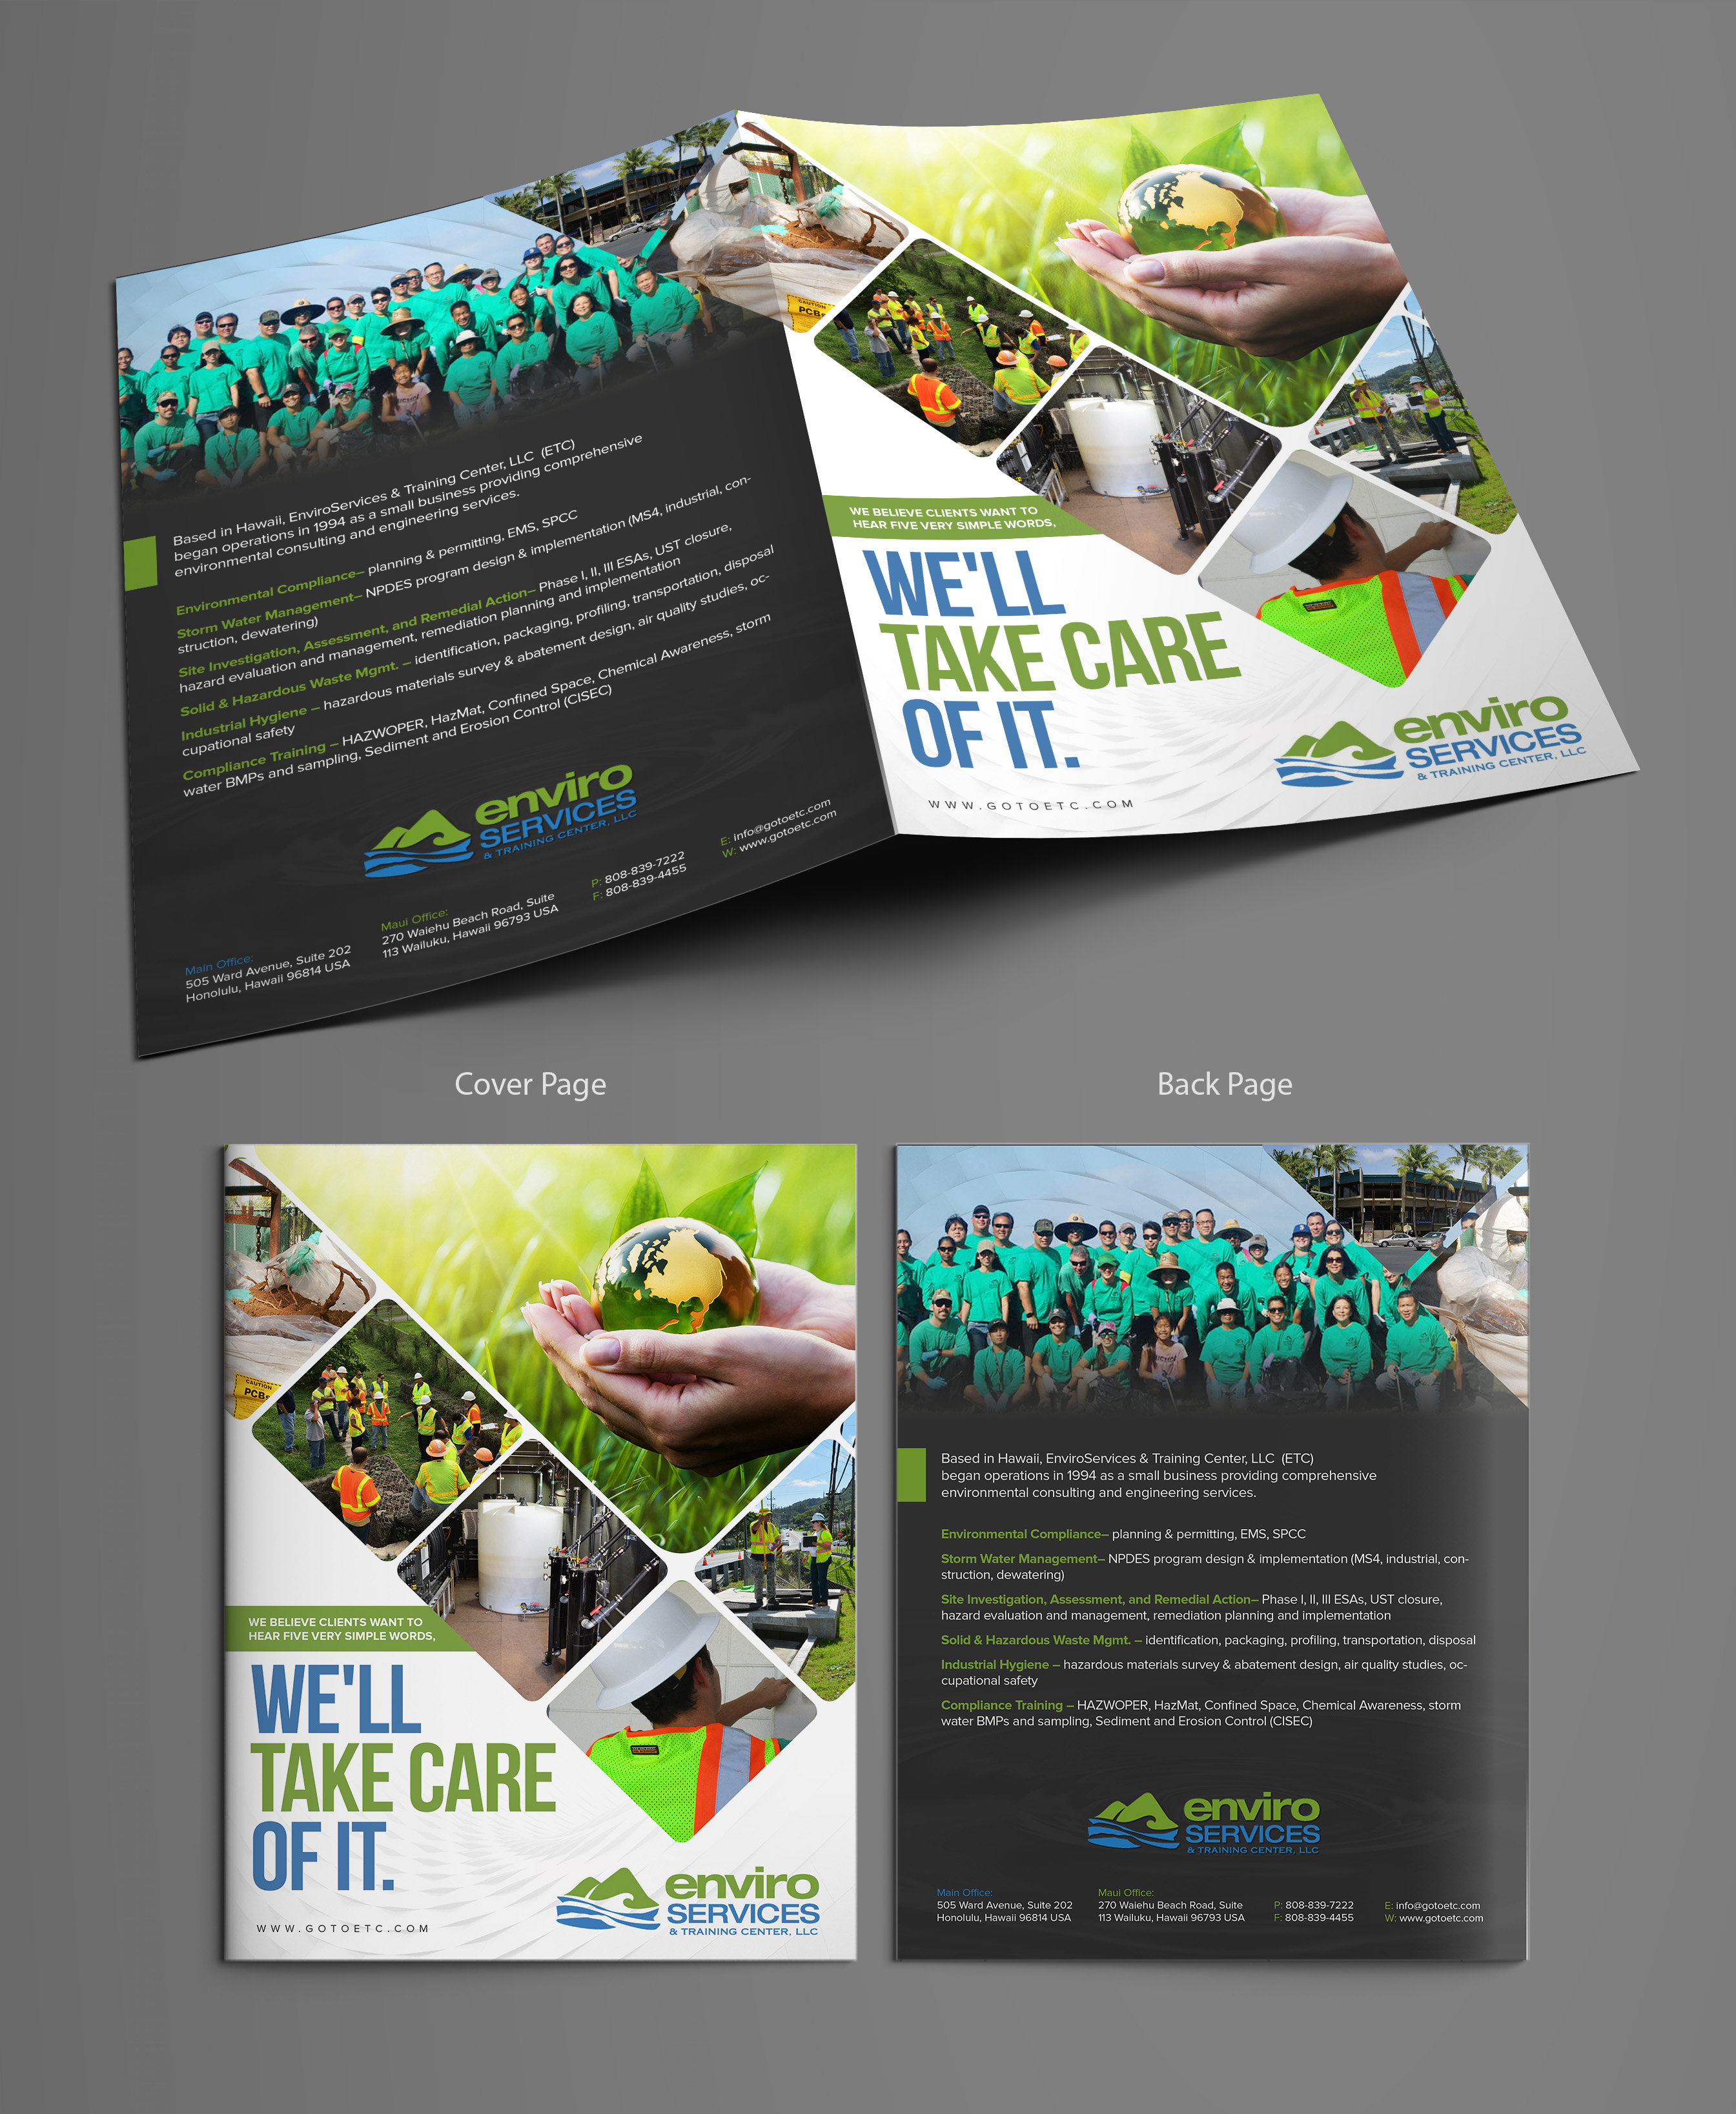 Based in Hawaii, EnviroServices & Training Center, LLC (ETC)
began operations in 1994 as a small business providing comprehensive
environmental consulting and engineering services.
Environmental Compliance– planning & permitting, EMS, SPCC
Storm Water Management– NPDES program design & implementation (MS4, industrial, con-
struction, dewatering)
Site Investigation, Assessment, and Remedial Action– Phase I, II, III ESAs, UST closure,
hazard evaluation and management, remediation planning and implementation
Solid & Hazardous Waste Mgmt. – identification, packaging, profiling, transportation, disposal
Industrial Hygiene – hazardous materials survey & abatement design, air quality studies, oc-
cupational safety
Compliance Training – HAZWOPER, HazMat, Confined Space, Chemical Awareness, storm
water BMPs and sampling, Sediment and Erosion Control (CISEC)
enviro
SERVICES
& TRAINING CENTER, LLC
Main Office:
505 Ward Avenue, Suite 202
Honolulu, Hawaii 96814 USA
Maui Office:
270 Waiehu Beach Road, Suite
113 Wailuku, Hawaii 96793 USA
P: 808-839-7222
F: 808-839-4455
E: info@gotoetc.com
W: www.gotoetc.com
CAUTION
PCBs
WE BELIEVE CLIENTS WANT TO
HEAR FIVE VERY SIMPLE WORDS,
WE'LL
TAKE CARE
OF IT.
WWW.GOTOETC.COM
enviro
SERVICES
& TRAINING CENTER, LLC
Cover Page
CAUTION
PCBs
WE BELIEVE CLIENTS WANT TO
HEAR FIVE VERY SIMPLE WORDS,
WE'LL
TAKE CARE
OF IT.
WWW.GOTOETC.COM
enviro
SERVICES
& TRAINING CENTER, LLC
Back Page
Based in Hawaii, EnviroServices & Training Center, LLC (ETC)
began operations in 1994 as a small business providing comprehensive
environmental consulting and engineering services.
Environmental Compliance– planning & permitting, EMS, SPCC
Storm Water Management– NPDES program design & implementation (MS4, industrial, con-
struction, dewatering)
Site Investigation, Assessment, and Remedial Action– Phase I, II, III ESAs, UST closure,
hazard evaluation and management, remediation planning and implementation
Solid & Hazardous Waste Mgmt. – identification, packaging, profiling, transportation, disposal
Industrial Hygiene – hazardous materials survey & abatement design, air quality studies, oc-
cupational safety
Compliance Training – HAZWOPER, HazMat, Confined Space, Chemical Awareness, storm
water BMPs and sampling, Sediment and Erosion Control (CISEC)
enviro
SERVICES
& TRAINING CENTER, LLC
Main Office:
505 Ward Avenue, Suite 202
Honolulu, Hawaii 96814 USA
Maui Office:
270 Waiehu Beach Road, Suite
113 Wailuku, Hawaii 96793 USA
P: 808-839-7222
F: 808-839-4455
E: info@gotoetc.com
W: www.gotoetc.com